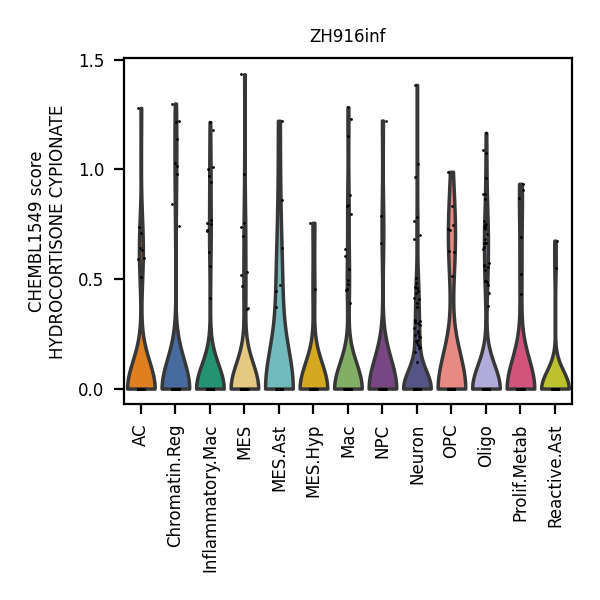 ZH916inf
CHEMBL1549 score
HYDROCORTISONE CYPIONATE
1.5
1.0
0.5
0.0
AC
Chromatin.Reg
Inflammatory.Mac
MES
MES.Ast
MES.Hyp
Mac
NPC
Neuron
OPC
Oligo
Prolif.Metab
Reactive.Ast